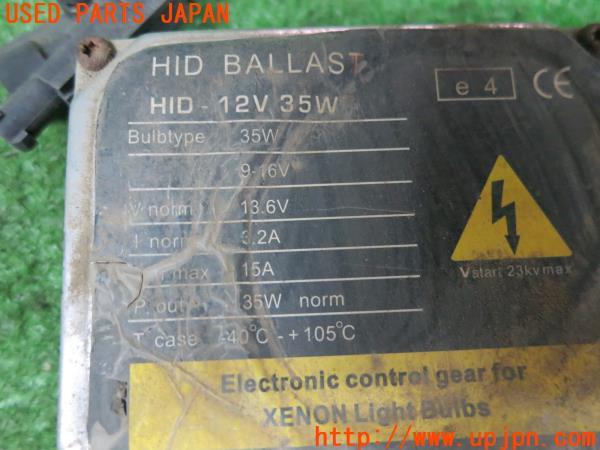 USED PARTS JAPAN
HID BALLAST
HID - 12V 35W
e 4 CE
Bulbtype 35W
9-16V
V norm 13.6V
I norm 3.2A
max 15A
P. out 35W norm
T case -40°C - +105°C
Vstart 23kv max
Electronic control gear for
XENON Light Bulbs
http://www.upjpn.com